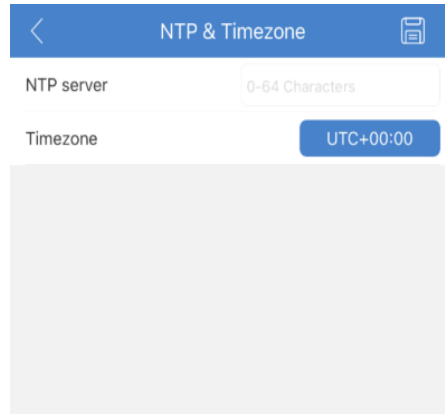 NTP & Timezone
NTP server 0-64 Characters
Timezone UTC+00:00